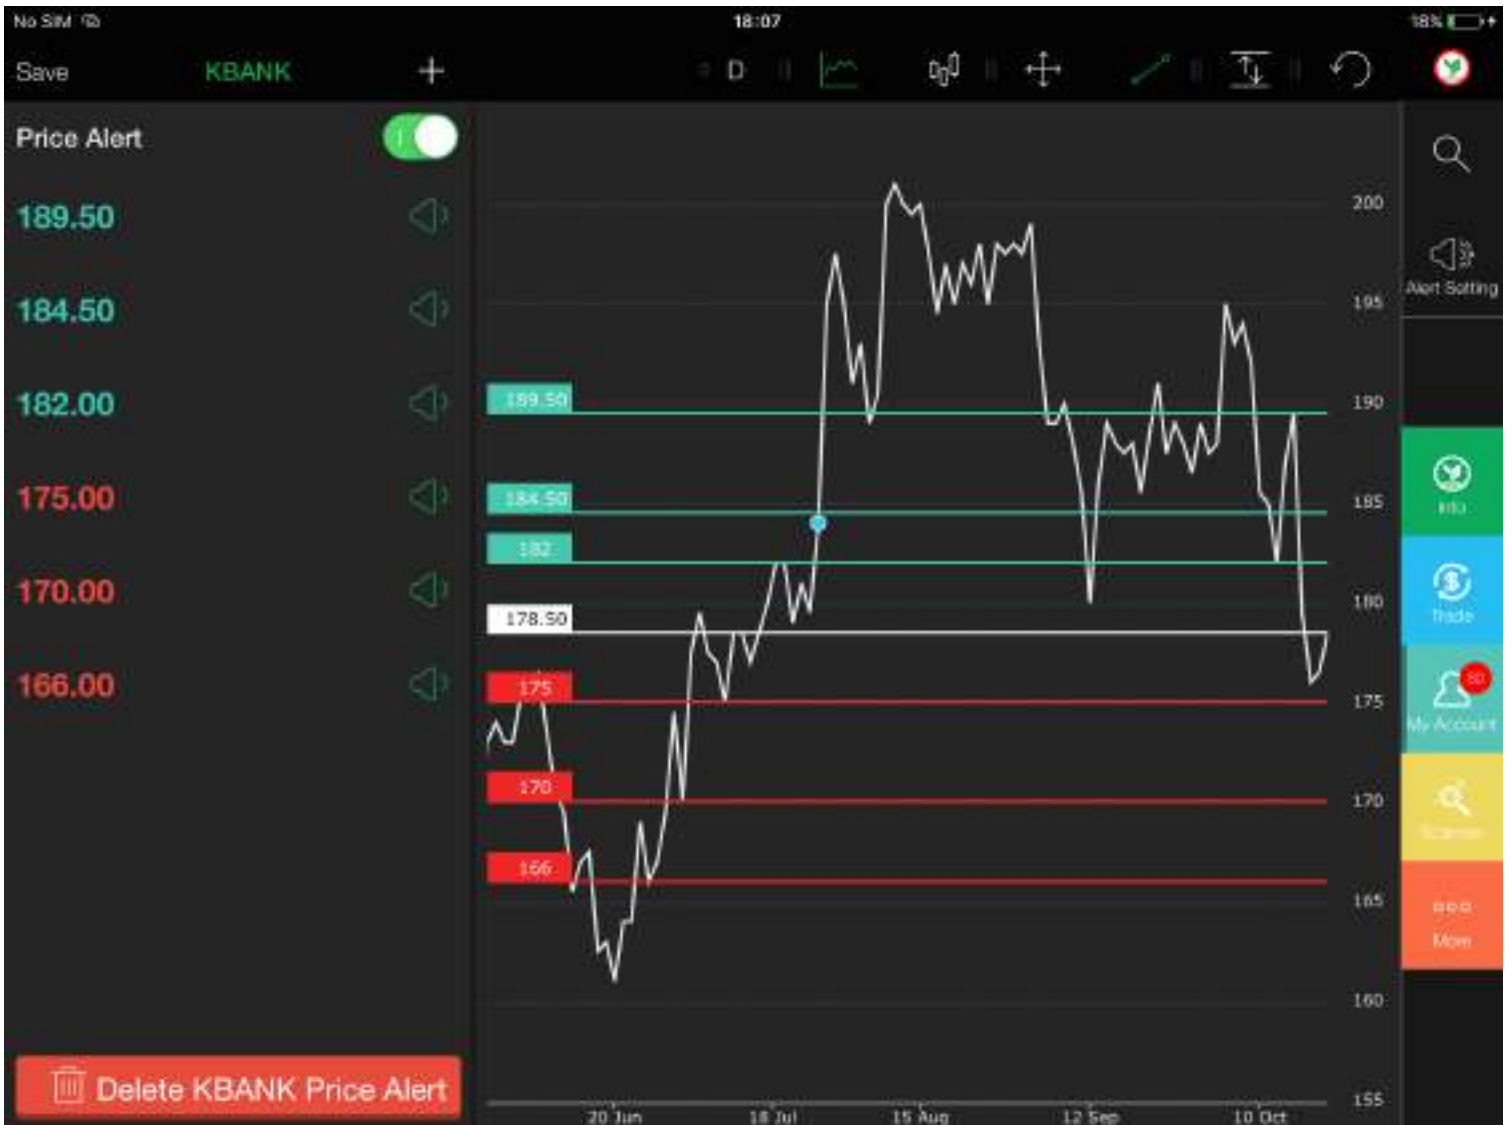 No SIM 18:07 18%
Save KBANK + D
Price Alert
189.50
184.50
182.00
175.00
170.00
166.00
Delete KBANK Price Alert
189.50
184.50
182
178.50
175
170
166
200
195
190
185
180
175
170
165
160
155
20 Jun 18 Jul 15 Aug 12 Sep 10 Oct
Alert Setting
Info
Trade
My Account
More